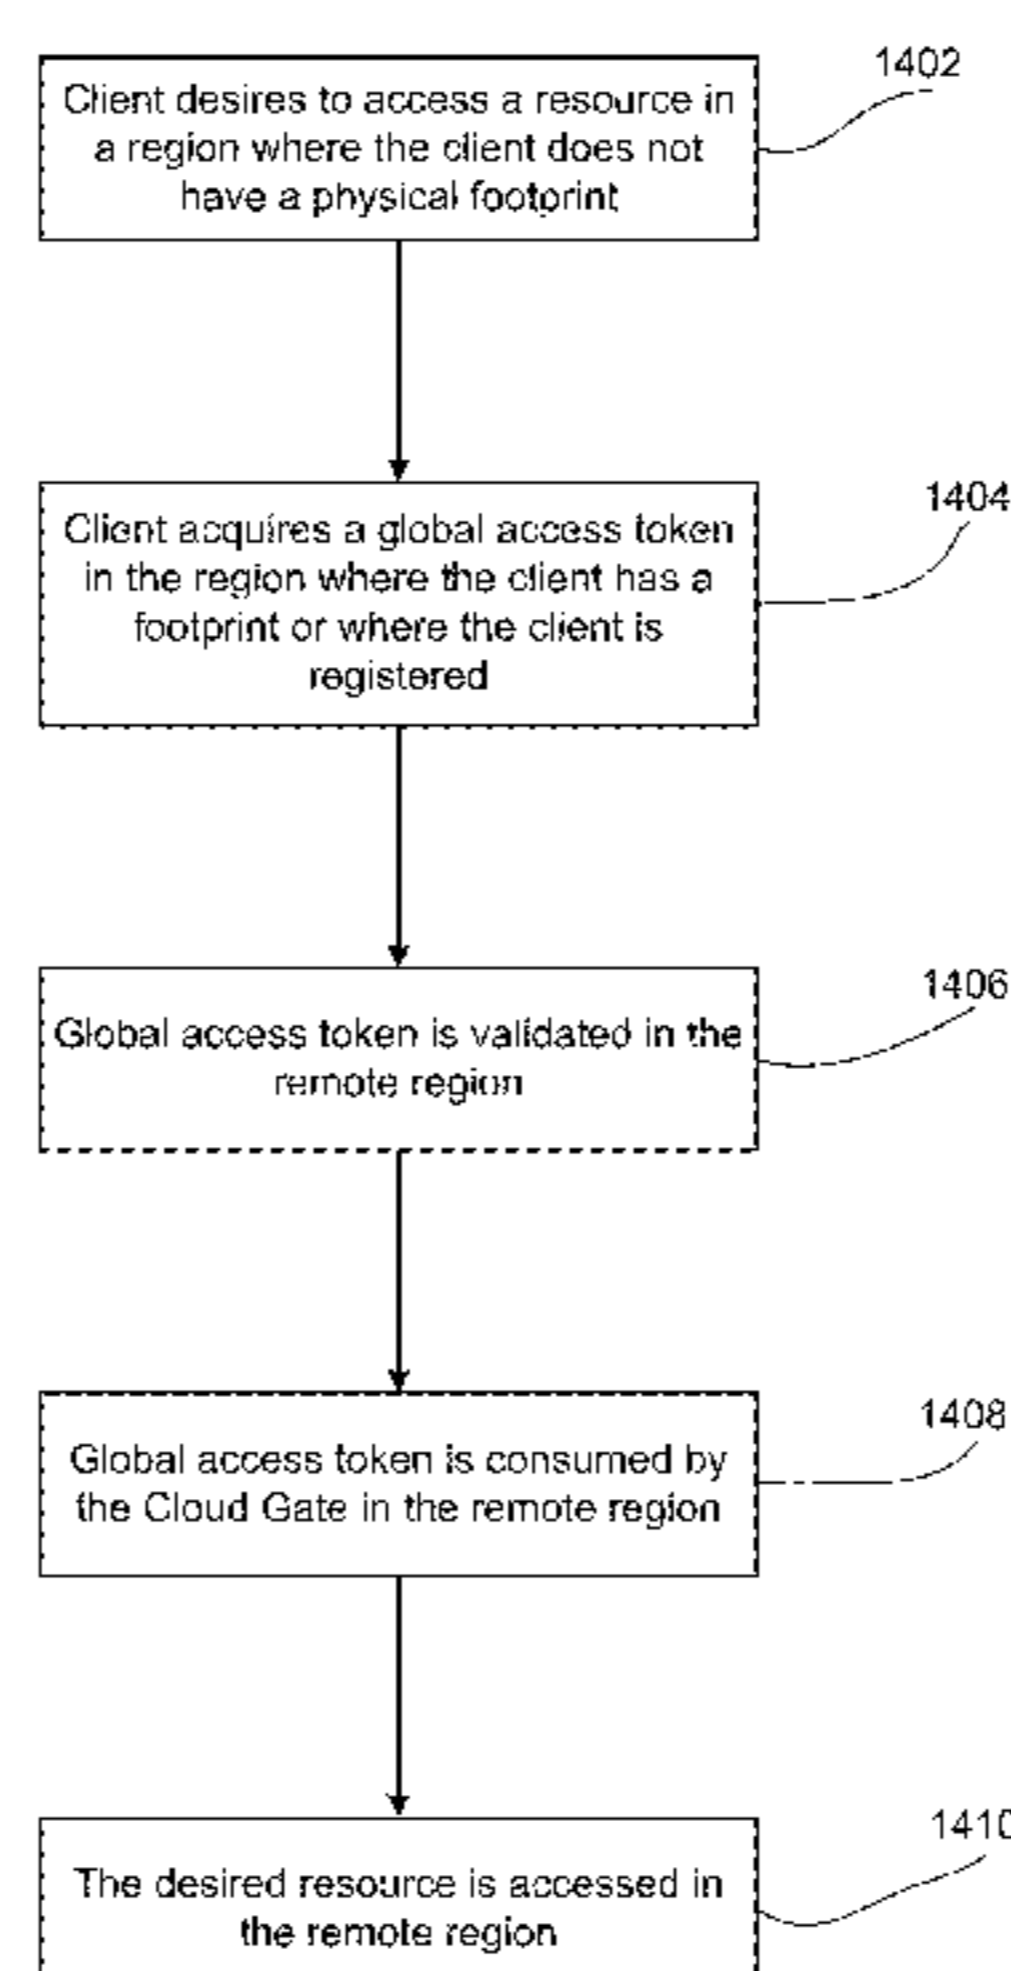 1402
Client desires to access a resource in
a region where the client does not
have a physical footprint
1404
Client acquires a global access token
in the region where the client has a
footprint or where the client is
registered
1406
Global access token is validated in the
remote region
1408
Global access token is consumed by
the Cloud Gate in the remote region
1410
The desired resource is accessed in
the remote region